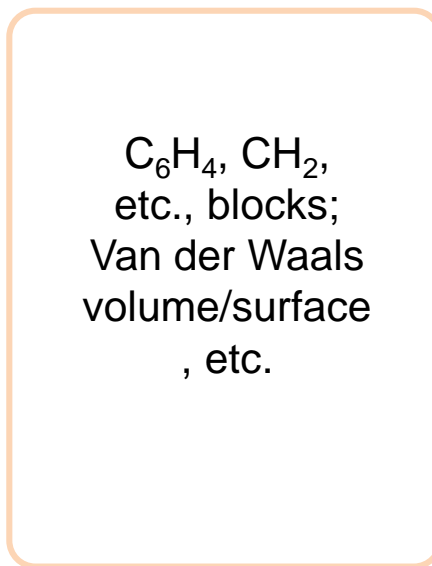 C₆H₄, CH₂,
etc., blocks;
Van der Waals
volume/surface
, etc.